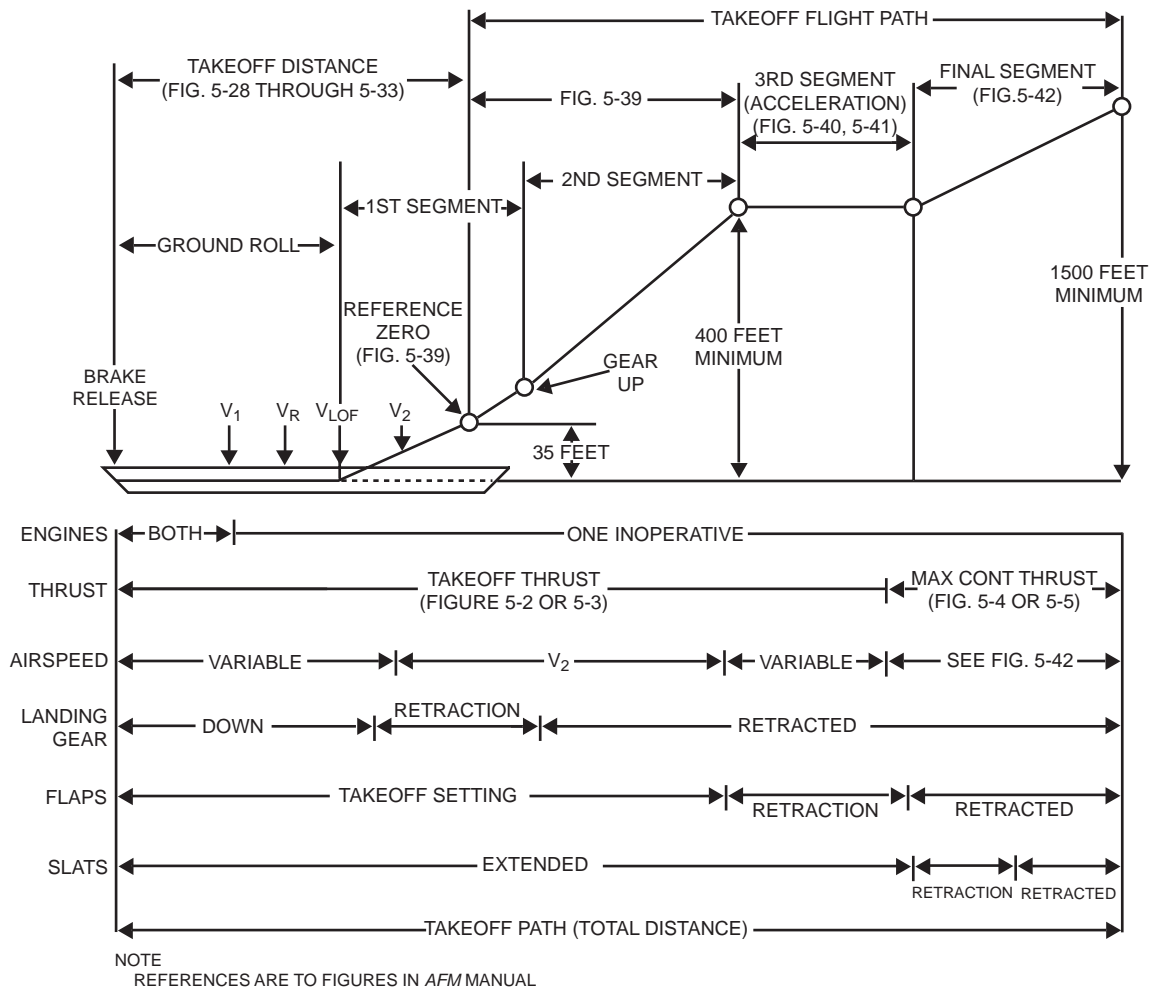 TAKEOFF FLIGHT PATH
TAKEOFF DISTANCE
(FIG. 5-28 THROUGH 5-33)
FIG. 5-39
3RD SEGMENT
(ACCELERATION)
(FIG. 5-40, 5-41)
FINAL SEGMENT
(FIG.5-42)
2ND SEGMENT
1ST SEGMENT
GROUND ROLL
1500 FEET
MINIMUM
REFERENCE
ZERO
(FIG. 5-39)
400 FEET
MINIMUM
GEAR
UP
BRAKE
RELEASE
V1 VR VLOF V2
35 FEET
ENGINES BOTH ONE INOPERATIVE
THRUST TAKEOFF THRUST
(FIGURE 5-2 OR 5-3)
MAX CONT THRUST
(FIG. 5-4 OR 5-5)
AIRSPEED VARIABLE V2 VARIABLE SEE FIG. 5-42
LANDING
GEAR
DOWN RETRACTION RETRACTED
FLAPS TAKEOFF SETTING RETRACTION RETRACTED
SLATS EXTENDED RETRACTION RETRACTED
TAKEOFF PATH (TOTAL DISTANCE)
NOTE
REFERENCES ARE TO FIGURES IN AFM MANUAL